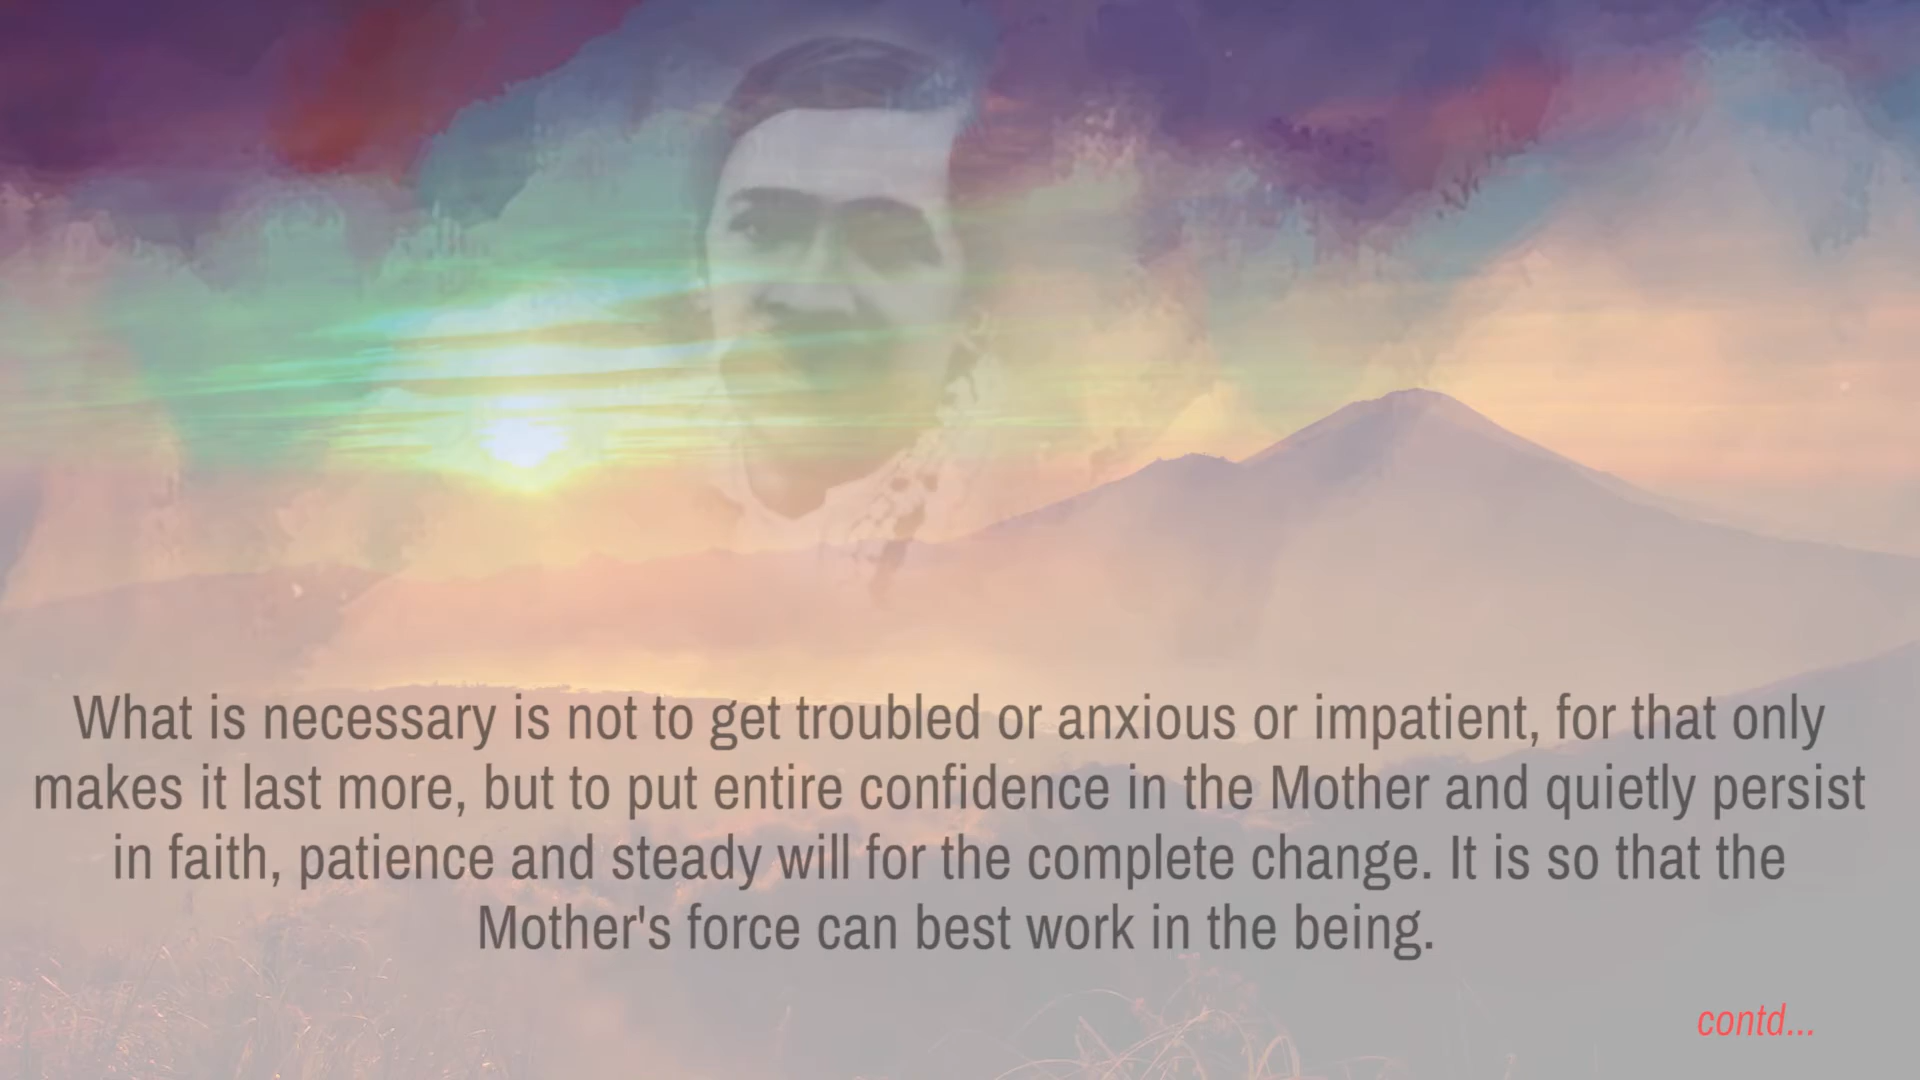 What is necessary is not to get troubled or anxious or impatient, for that only
makes it last more, but to put entire confidence in the Mother and quietly persist
in faith, patience and steady will for the complete change. It is so that the
Mother's force can best work in the being.
contd...